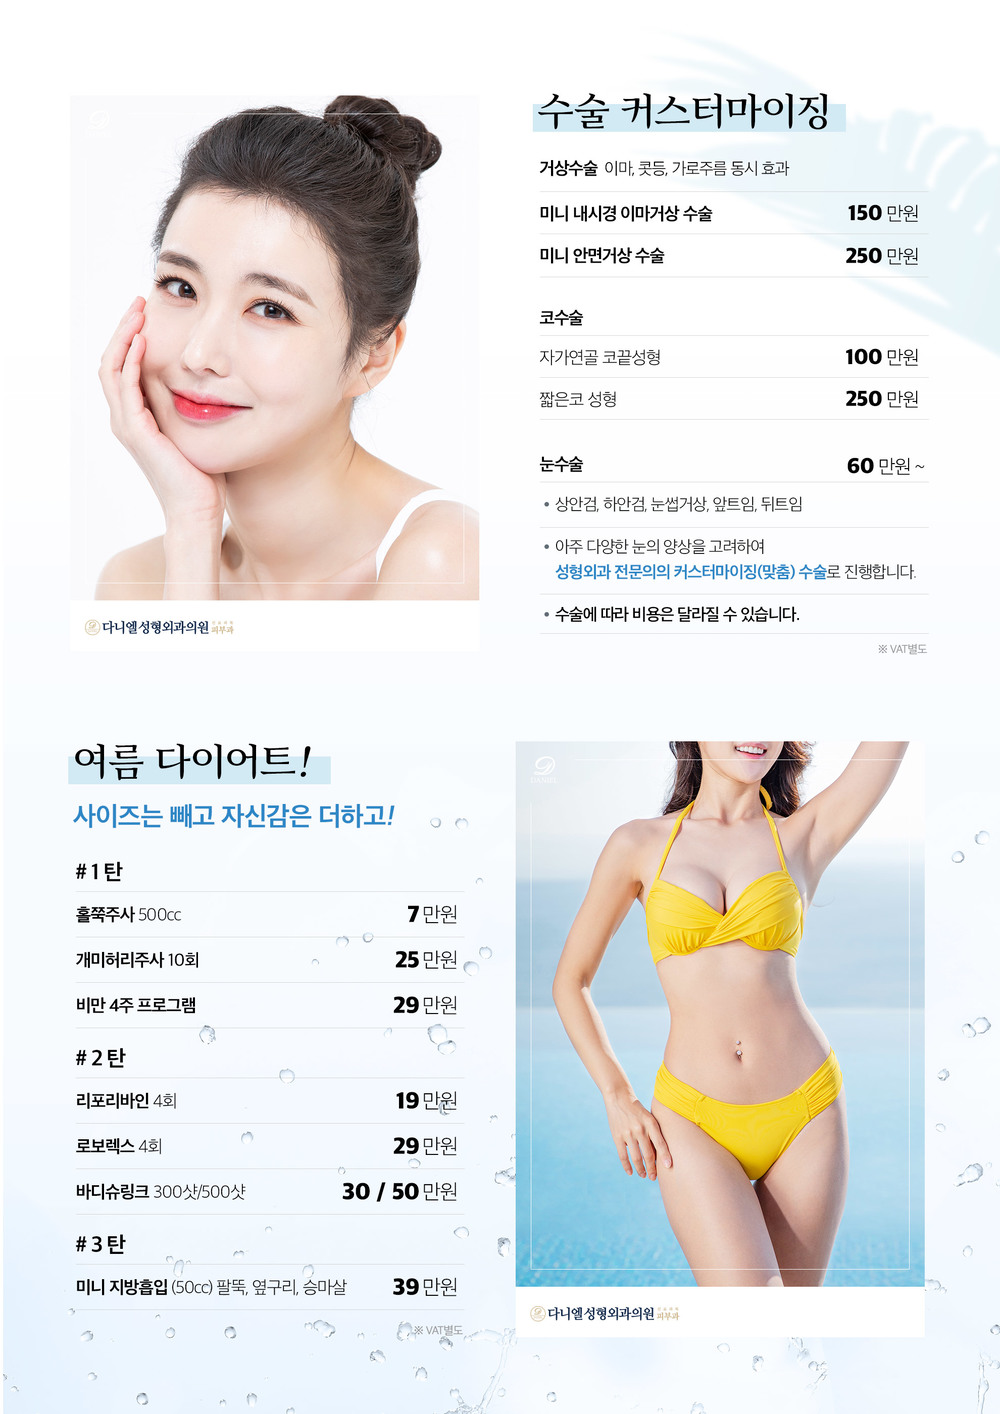 수술 커스터마이징
거상수술 이마, 콧등, 가로주름 동시 효과
미니 내시경 이마거상 수술 150 만원
미니 안면거상 수술 250 만원
코수술
자가연골 코끝성형 100 만원
짧은코 성형 250 만원
눈수술 60 만원 ~
• 상안검, 하안검, 눈썹거상, 앞트임, 뒤트임
• 아주 다양한 눈의 양상을 고려하여
성형외과 전문의의 커스터마이징(맞춤) 수술로 진행합니다.
• 수술에 따라 비용은 달라질 수 있습니다.
※ VAT별도
다니엘성형외과의원 피부과
여름 다이어트!
사이즈는 빼고 자신감은 더하고!
# 1 탄
홀쭉주사 500cc 7 만원
개미허리주사 10회 25 만원
비만 4주 프로그램 29 만원
# 2 탄
리포리바인 4회 19 만원
로보렉스 4회 29 만원
바디슈링크 300샷/500샷 30 / 50 만원
# 3 탄
미니 지방흡입 (50cc) 팔뚝, 옆구리, 승마살 39 만원
※ VAT별도
다니엘성형외과의원 피부과